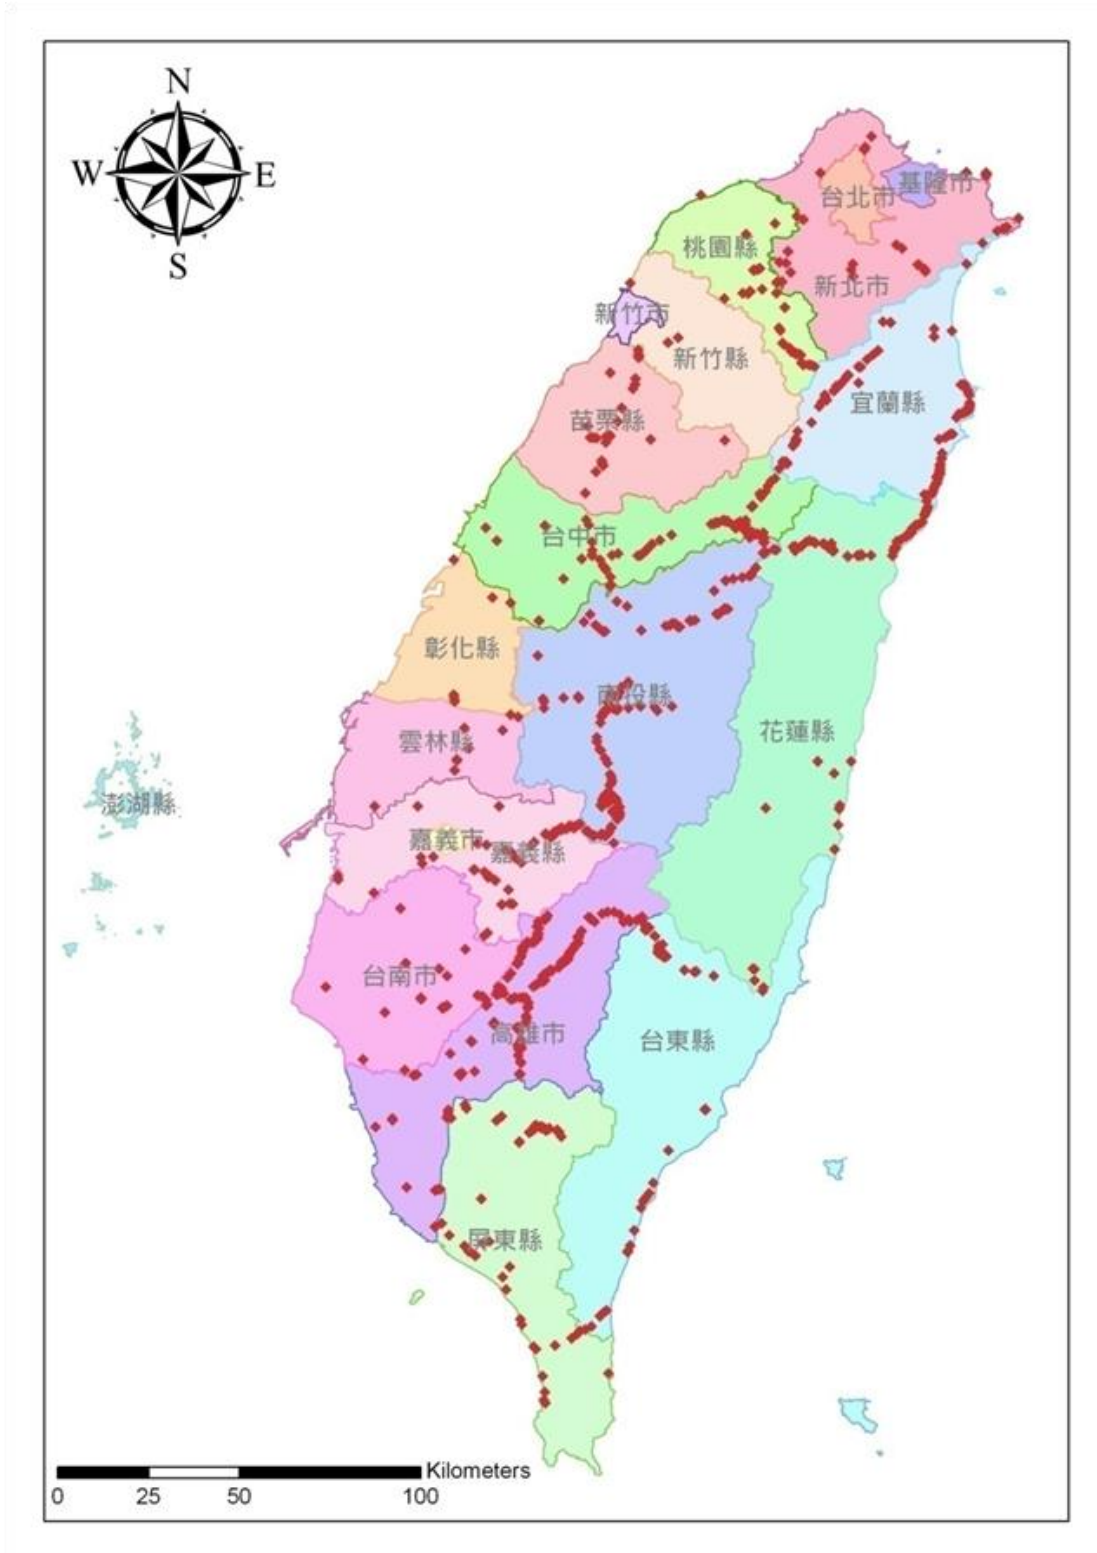 N
W
E
S
台北市
基隆市
桃園縣
新北市
新竹市
新竹縣
宜蘭縣
苗栗縣
台中市
彰化縣
南投縣
雲林縣
花蓮縣
澎湖縣
嘉義市
嘉義縣
台南市
高雄市
台東縣
屏東縣
Kilometers
0 25 50 100